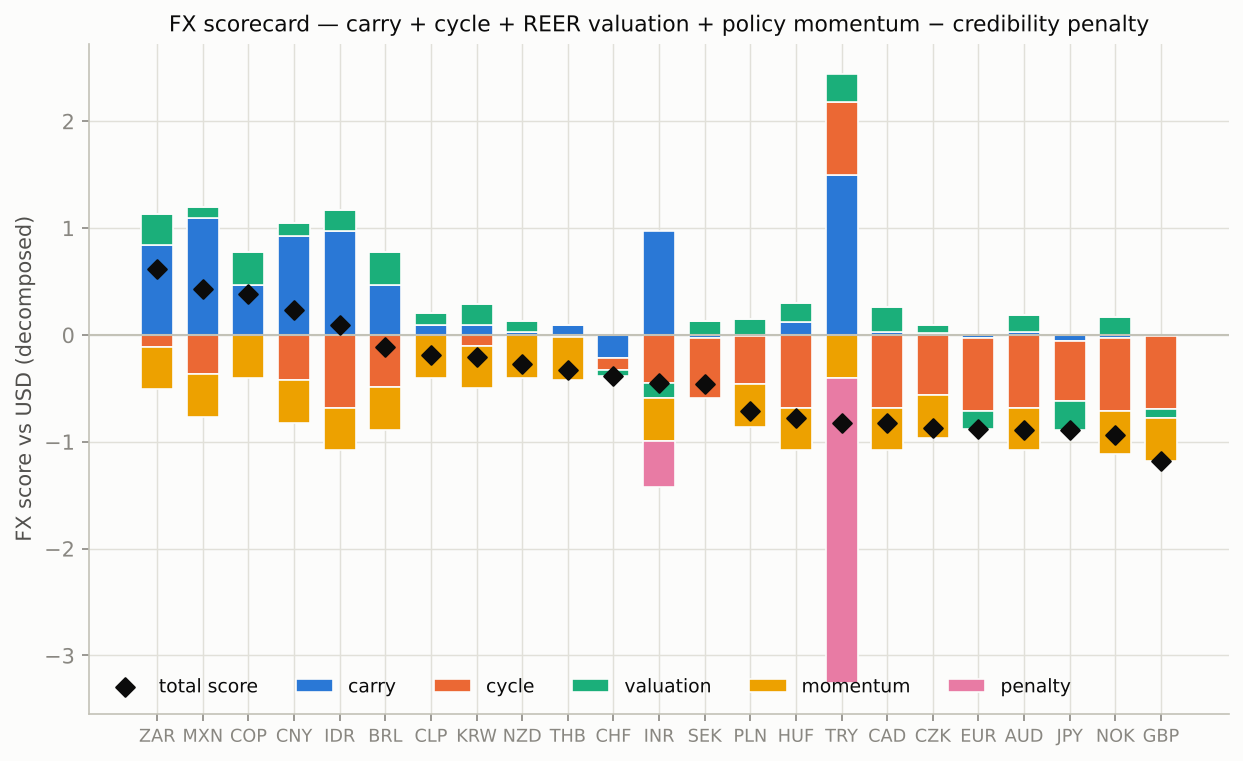 FX scorecard — carry + cycle + REER valuation + policy momentum − credibility penalty
FX score vs USD (decomposed)
2
1
0
−1
−2
−3
total score carry cycle valuation momentum penalty
ZAR MXN COP CNY IDR BRL CLP KRW NZD THB CHF INR SEK PLN HUF TRY CAD CZK EUR AUD JPY NOK GBP